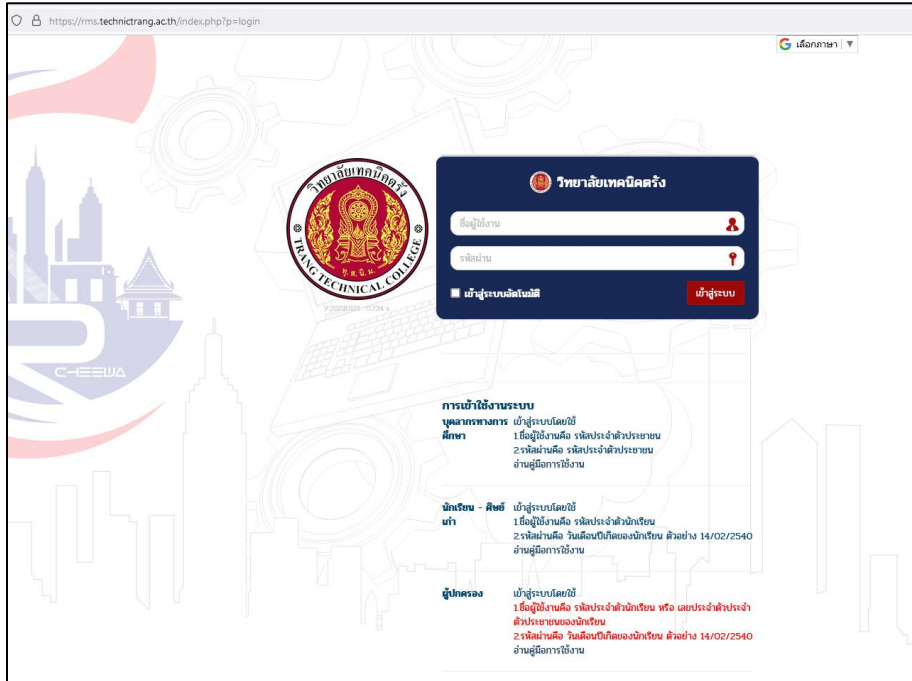 https://rms.technictrang.ac.th/index.php?p=login
เลือกภาษา ▼
วิทยาลัยเทคนิคตรัง
วิทยาลัยเทคนิคตรัง
ชื่อผู้ใช้งาน
รหัสผ่าน
ท.ส.นิ.ม.
TRANG TECHNICAL COLLEGE
เข้าสู่ระบบอัตโนมัติ
เข้าสู่ระบบ
CHEEWA
การเข้าใช้งานระบบ
บุคลากรทางการ เข้าสู่ระบบโดยใช้
ศึกษา 1.ชื่อผู้ใช้งานคือ รหัสประจำตัวประชาชน
2.รหัสผ่านคือ รหัสประจำตัวประชาชน
อ่านคู่มือการใช้งาน
นักเรียน - ศิษย์ เข้าสู่ระบบโดยใช้
เก่า 1.ชื่อผู้ใช้งานคือ รหัสประจำตัวนักเรียน
2.รหัสผ่านคือ วันเดือนปีเกิดของนักเรียน ตัวอย่าง 14/02/2540
อ่านคู่มือการใช้งาน
ผู้ปกครอง เข้าสู่ระบบโดยใช้
1.ชื่อผู้ใช้งานคือ รหัสประจำตัวนักเรียน หรือ เลขประจำตัวประจำ
ตัวประชาชนของนักเรียน
2.รหัสผ่านคือ วันเดือนปีเกิดของนักเรียน ตัวอย่าง 14/02/2540
อ่านคู่มือการใช้งาน